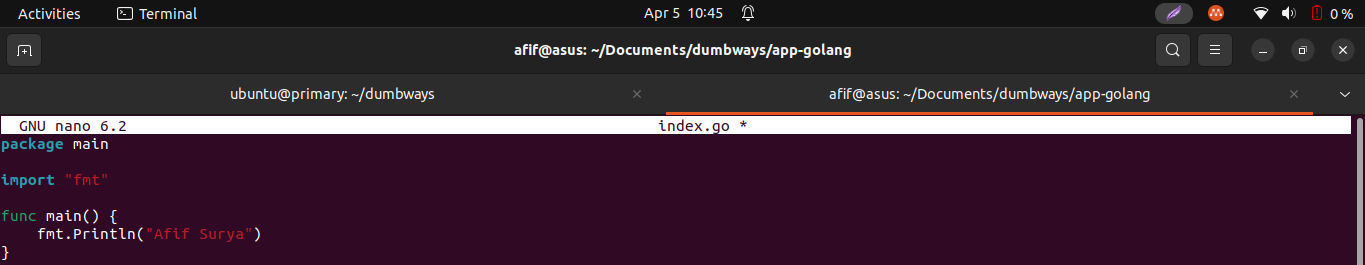 Activities Terminal Apr 5 10:45 0 %
afif@asus: ~/Documents/dumbways/app-golang
ubuntu@primary: ~/dumbways afif@asus: ~/Documents/dumbways/app-golang
GNU nano 6.2 index.go *
package main
import "fmt"
func main() {
    fmt.Println("Afif Surya")
}